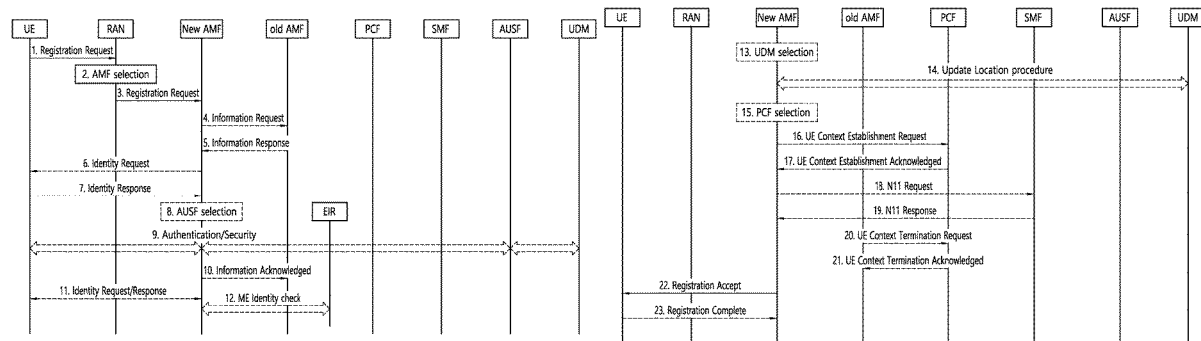 UE RAN New AMF old AMF PCF SMF AUSF UDM
1. Registration Request
2. AMF selection
3. Registration Request
4. Information Request
5. Information Response
6. Identity Request
7. Identity Response
8. AUSF selection
EIR
9. Authentication/Security
10. Information Acknowledged
11. Identity Request/Response
12. ME Identity check
UE RAN New AMF old AMF PCF SMF AUSF UDM
13. UDM selection
14. Update Location procedure
15. PCF selection
16. UE Context Establishment Request
17. UE Context Establishment Acknowledged
18. N11 Request
19. N11 Response
20. UE Context Termination Request
21. UE Context Termination Acknowledged
22. Registration Accept
23. Registration Complete